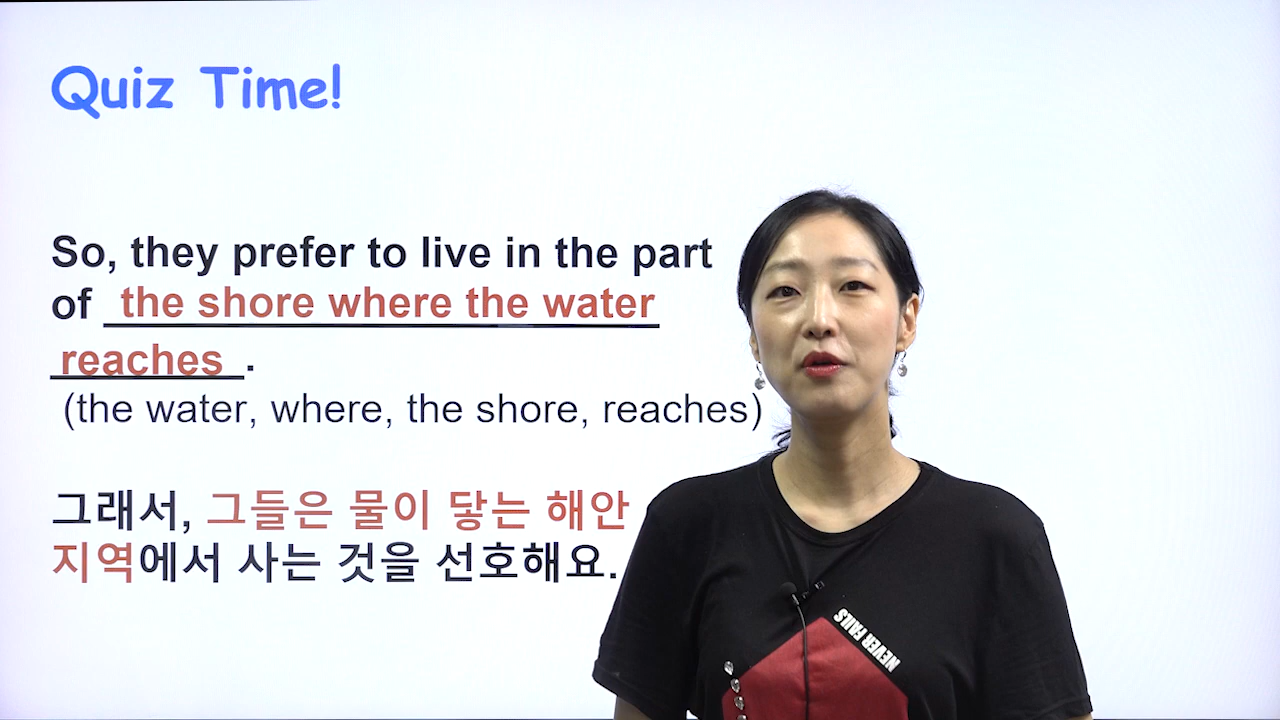 Quiz Time!
So, they prefer to live in the part
of the shore where the water
reaches.
(the water, where, the shore, reaches)
그래서, 그들은 물이 닿는 해안
지역에서 사는 것을 선호해요.
NEVER FAILS